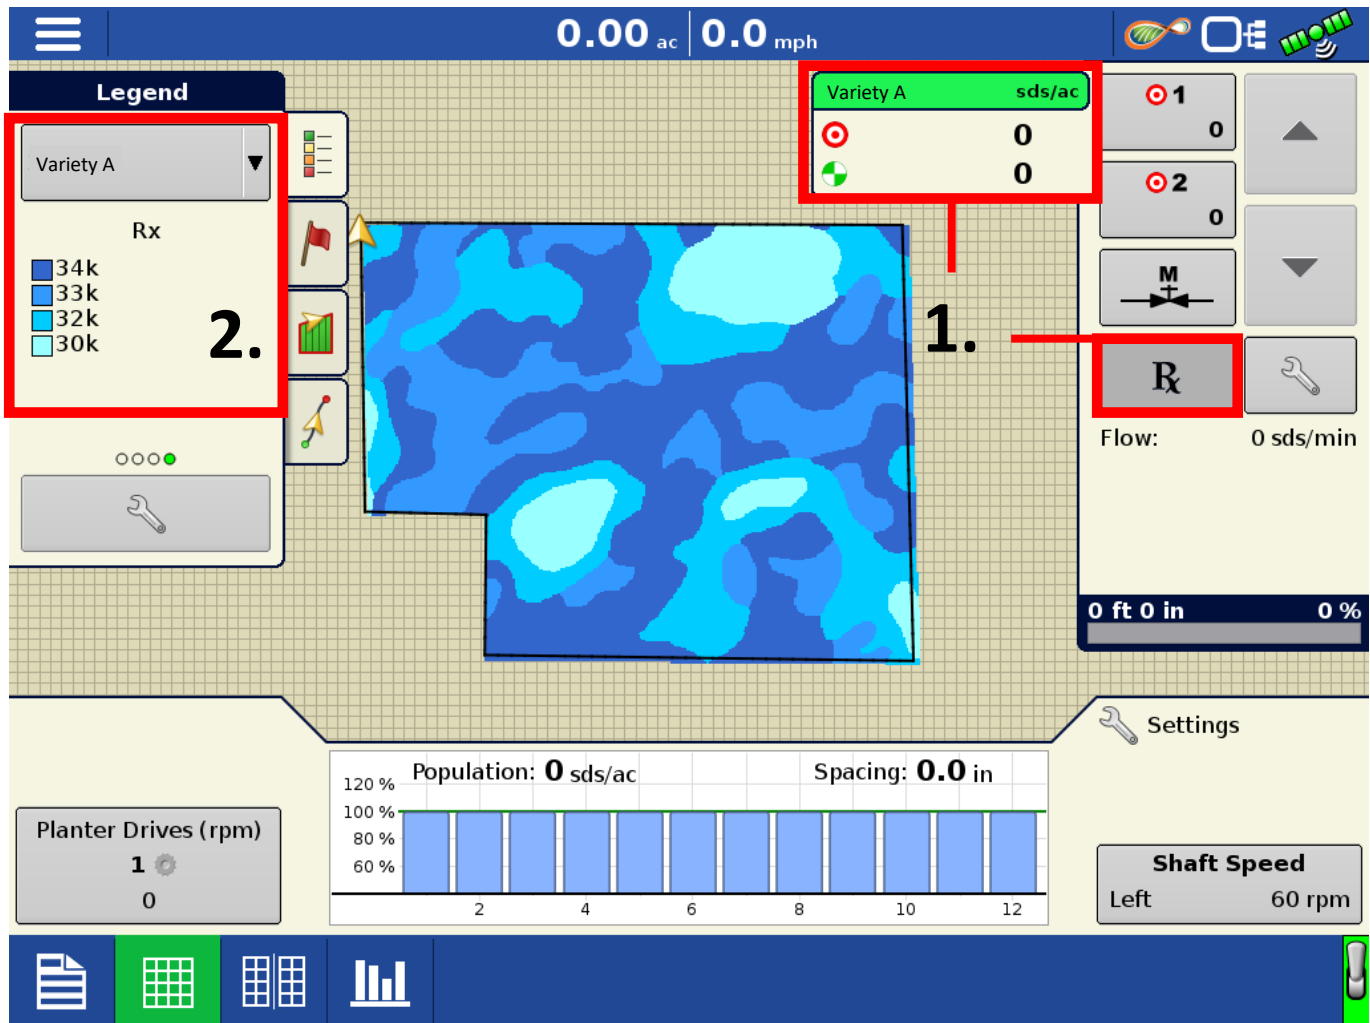 0.00 ac 0.0 mph
Legend
Variety A
Rx
34k
33k
32k
30k
2.
Variety A sds/ac
0
0
1.
1
0
2
0
M
Rx
Flow: 0 sds/min
0 ft 0 in 0 %
Settings
Population: 0 sds/ac Spacing: 0.0 in
120 %
100 %
80 %
60 %
2 4 6 8 10 12
Planter Drives (rpm)
1
0
Shaft Speed
Left 60 rpm